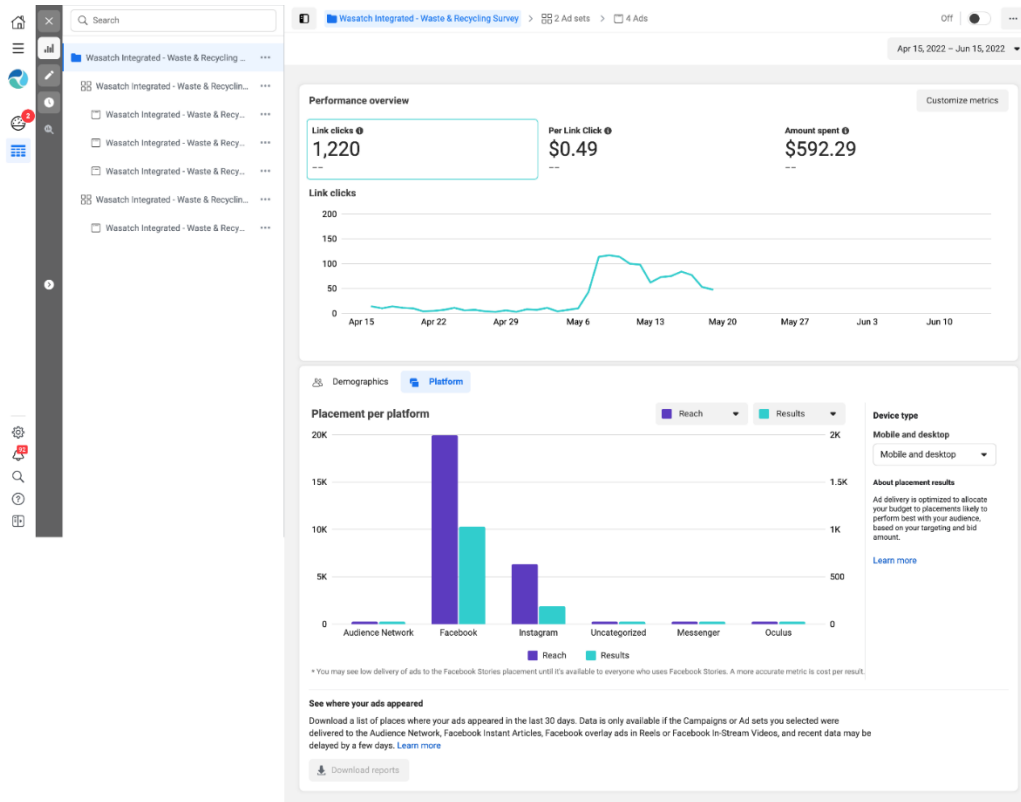 Search
Wasatch Integrated - Waste & Recycling ...
Wasatch Integrated - Waste & Recyclin...
Wasatch Integrated - Waste & Recy...
Wasatch Integrated - Waste & Recy...
Wasatch Integrated - Waste & Recy...
Wasatch Integrated - Waste & Recyclin...
Wasatch Integrated - Waste & Recy...
2
92
Wasatch Integrated - Waste & Recycling Survey > 2 Ad sets > 4 Ads
Off
Apr 15, 2022 – Jun 15, 2022
Performance overview
Customize metrics
Link clicks
1,220
--
Per Link Click
$0.49
--
Amount spent
$592.29
--
Link clicks
200
150
100
50
0
Apr 15 Apr 22 Apr 29 May 6 May 13 May 20 May 27 Jun 3 Jun 10
Demographics Platform
Placement per platform
Reach Results
20K 2K
15K 1.5K
10K 1K
5K 500
0 0
Audience Network Facebook Instagram Uncategorized Messenger Oculus
Reach Results
* You may see low delivery of ads to the Facebook Stories placement until it's available to everyone who uses Facebook Stories. A more accurate metric is cost per result.
Device type
Mobile and desktop
Mobile and desktop
About placement results
Ad delivery is optimized to allocate
your budget to placements likely to
perform best with your audience,
based on your targeting and bid
amount.
Learn more
See where your ads appeared
Download a list of places where your ads appeared in the last 30 days. Data is only available if the Campaigns or Ad sets you selected were
delivered to the Audience Network, Facebook Instant Articles, Facebook overlay ads in Reels or Facebook In-Stream Videos, and recent data may be
delayed by a few days. Learn more
Download reports